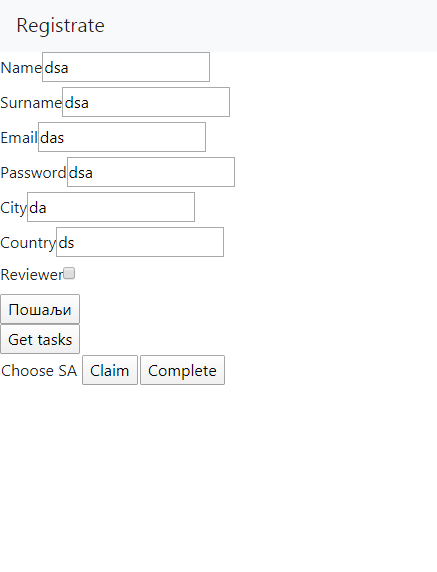 Registrate
Name dsa
Surname dsa
Email das
Password dsa
City da
Country ds
Reviewer
Пошаљи
Get tasks
Choose SA Claim Complete